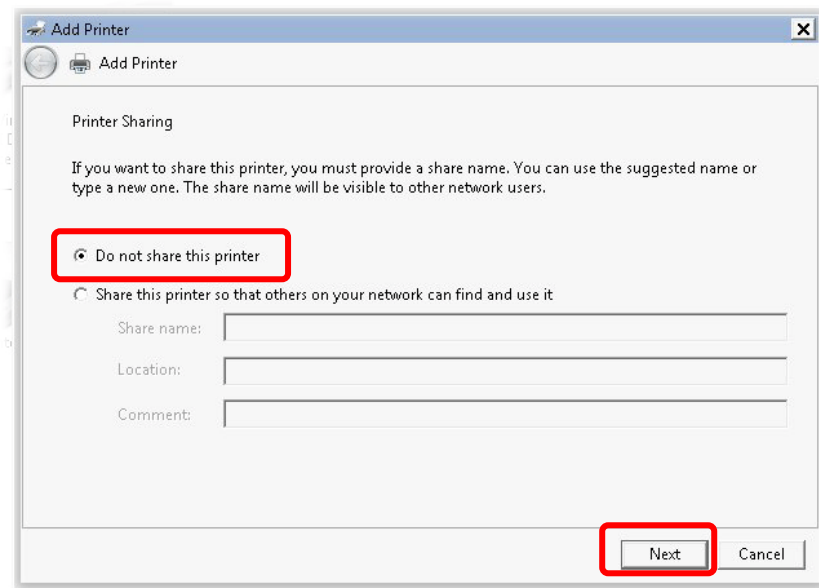 Add Printer
Add Printer
Printer Sharing
If you want to share this printer, you must provide a share name. You can use the suggested name or
type a new one. The share name will be visible to other network users.
Do not share this printer
Share this printer so that others on your network can find and use it
Share name:
Location:
Comment:
Next Cancel